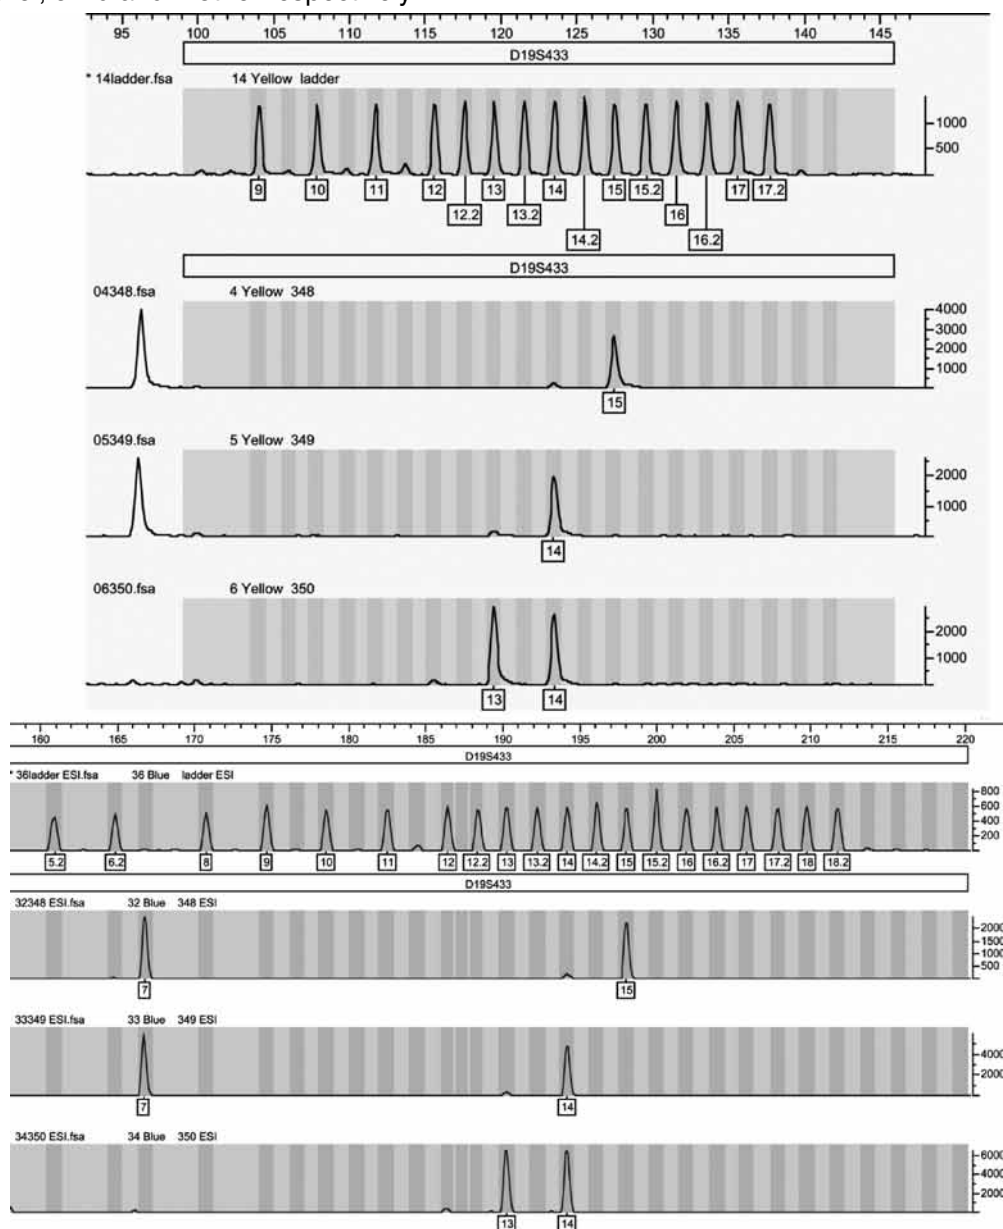 95 100 105 110 115 120 125 130 135 140 145
D19S433
* 14ladder.fsa 14 Yellow ladder
1000
500
9 10 11 12 13 14 15 15.2 16 17 17.2
12.2 13.2 14.2 16.2
D19S433
04348.fsa 4 Yellow 348
4000
3000
2000
1000
15
05349.fsa 5 Yellow 349
2000
1000
14
06350.fsa 6 Yellow 350
2000
1000
13 14
160 165 170 175 180 185 190 195 200 205 210 215 220
D19S433
* 36ladder ESI.fsa 36 Blue ladder ESI
800
600
400
200
5.2 6.2 8 9 10 11 12 12.2 13 13.2 14 14.2 15 15.2 16 16.2 17 17.2 18 18.2
D19S433
32348 ESI.fsa 32 Blue 348 ESI
2000
1500
1000
500
7 15
33349 ESI.fsa 33 Blue 349 ESI
4000
2000
7 14
34350 ESI.fsa 34 Blue 350 ESI
6000
4000
2000
13 14